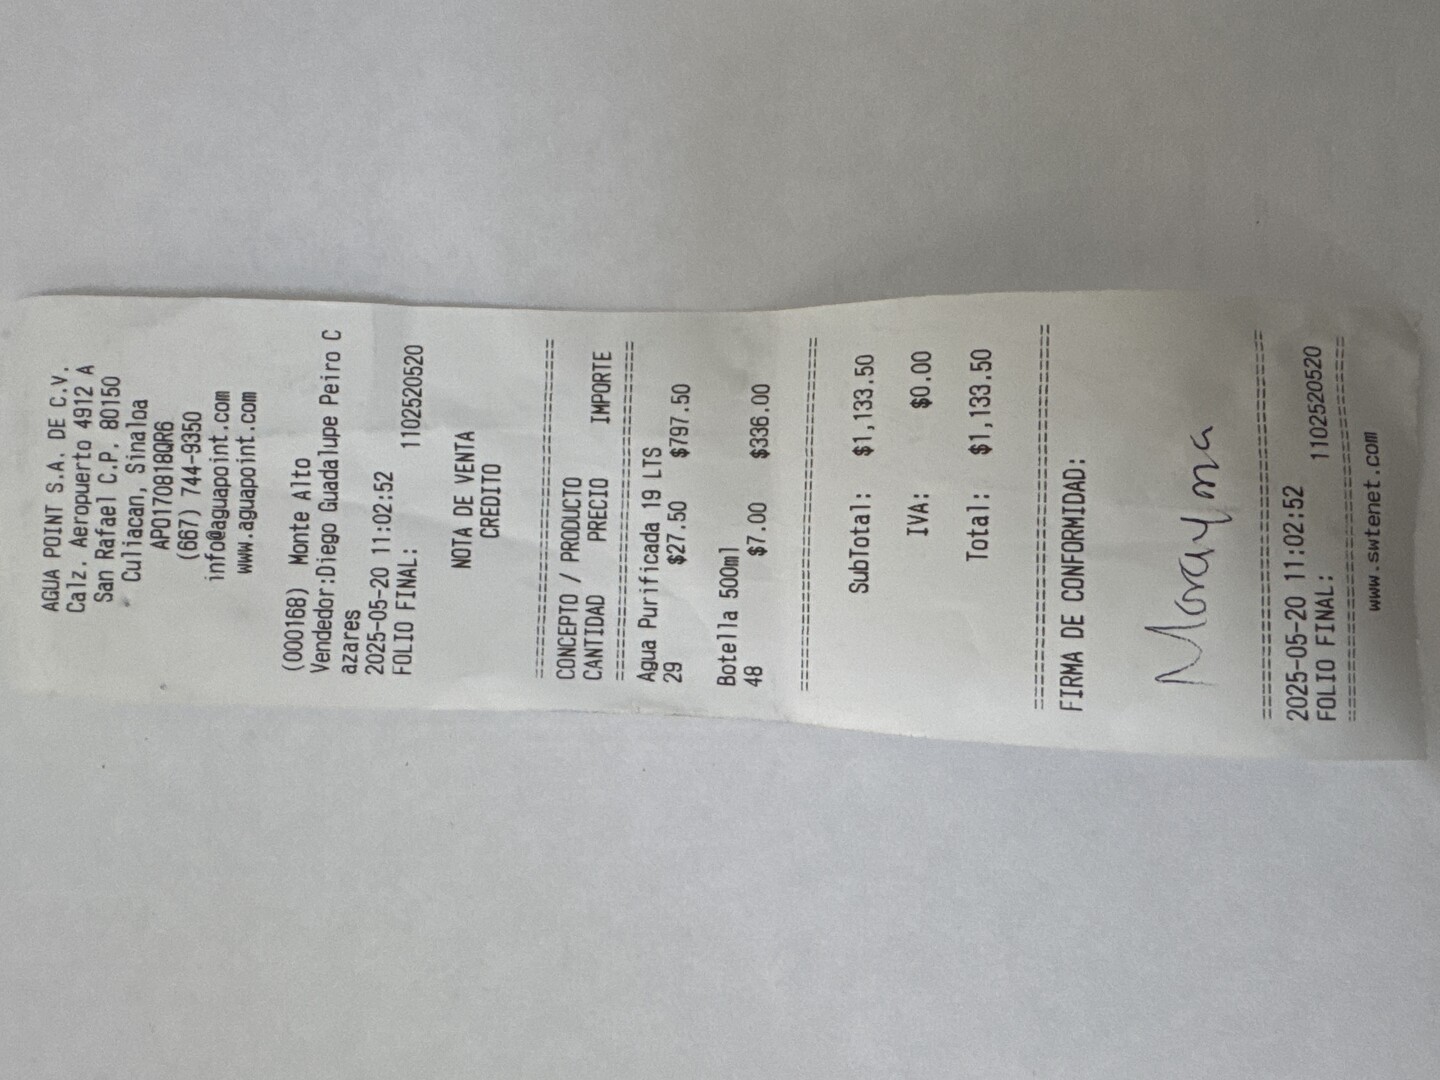 AGUA POINT S.A. DE C.V.
Calz. Aeropuerto 4912 A
San Rafael C.P. 80150
Culiacan, Sinaloa
APO170818QR6
(667) 744-9350
info@aguapoint.com
www.aguapoint.com
(000168) Monte Alto
Vendedor:Diego Guadalupe Peiro C
azares
2025-05-20 11:02:52
FOLIO FINAL: 1102520520
NOTA DE VENTA
CREDITO
================================
CONCEPTO / PRODUCTO
CANTIDAD PRECIO IMPORTE
================================
Agua Purificada 19 LTS
29 $27.50 $797.50
Botella 500ml
48 $7.00 $336.00
================================
SubTotal: $1,133.50
IVA: $0.00
Total: $1,133.50
================================
FIRMA DE CONFORMIDAD:
Morayma
================================
2025-05-20 11:02:52
FOLIO FINAL: 1102520520
================================
www.swtenet.com